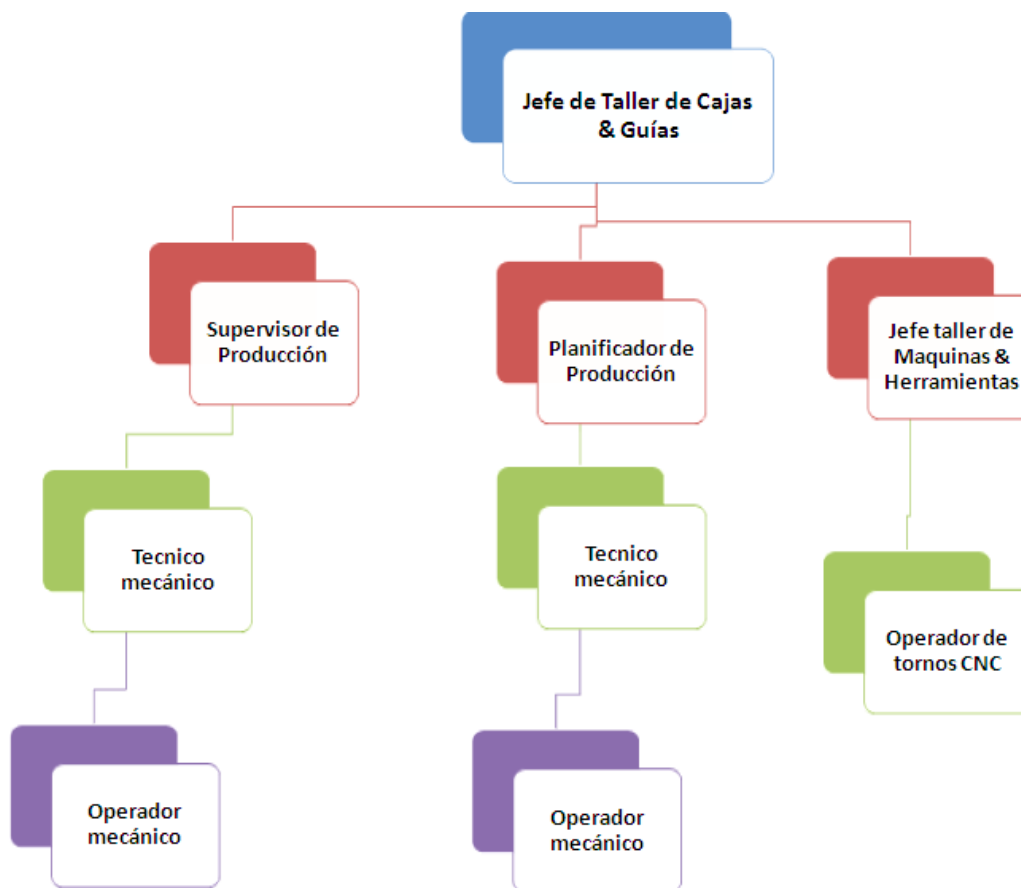 Jefe de Taller de Cajas
& Guías
Supervisor de
Producción
Planificador de
Producción
Jefe taller de
Maquinas &
Herramientas
Tecnico
mecánico
Tecnico
mecánico
Operador de
tornos CNC
Operador
mecánico
Operador
mecánico